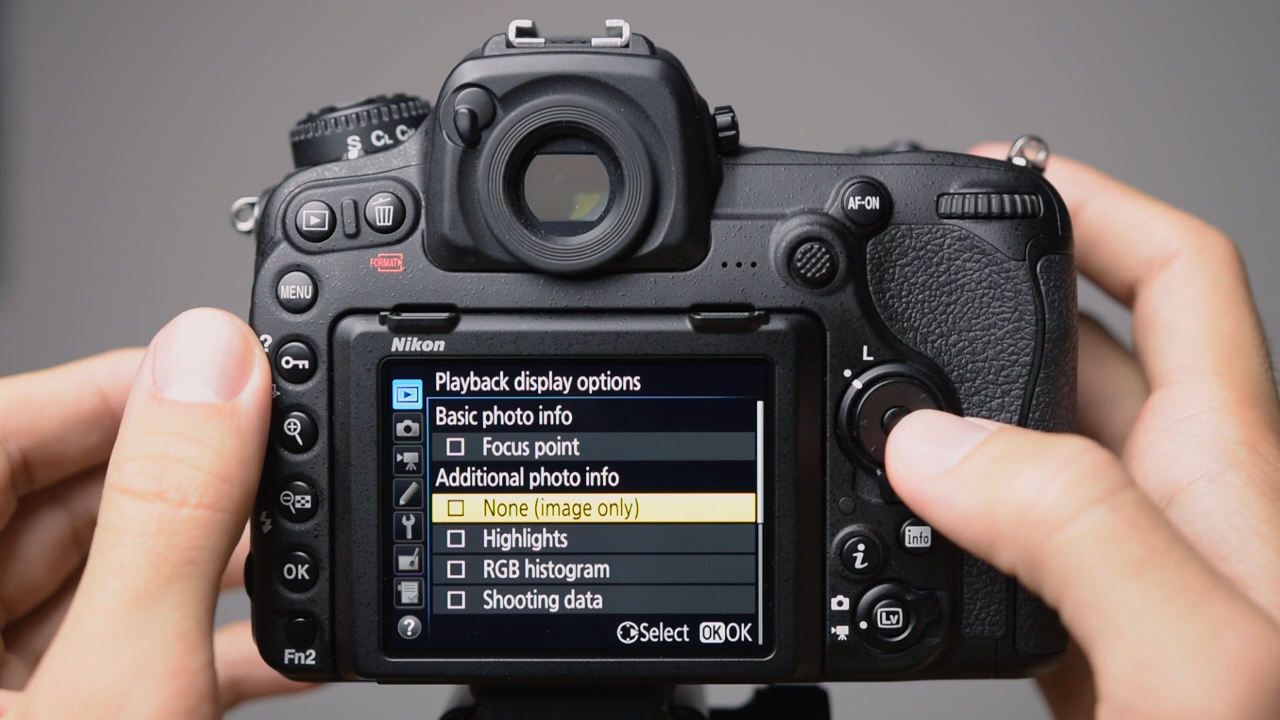 S CL
FORMAT
AF-ON
MENU
?
L
Nikon
Playback display options
Basic photo info
Focus point
Additional photo info
None (image only)
Highlights
RGB histogram
Shooting data
?
Select OK OK
info
i
OK
Lv
Fn2